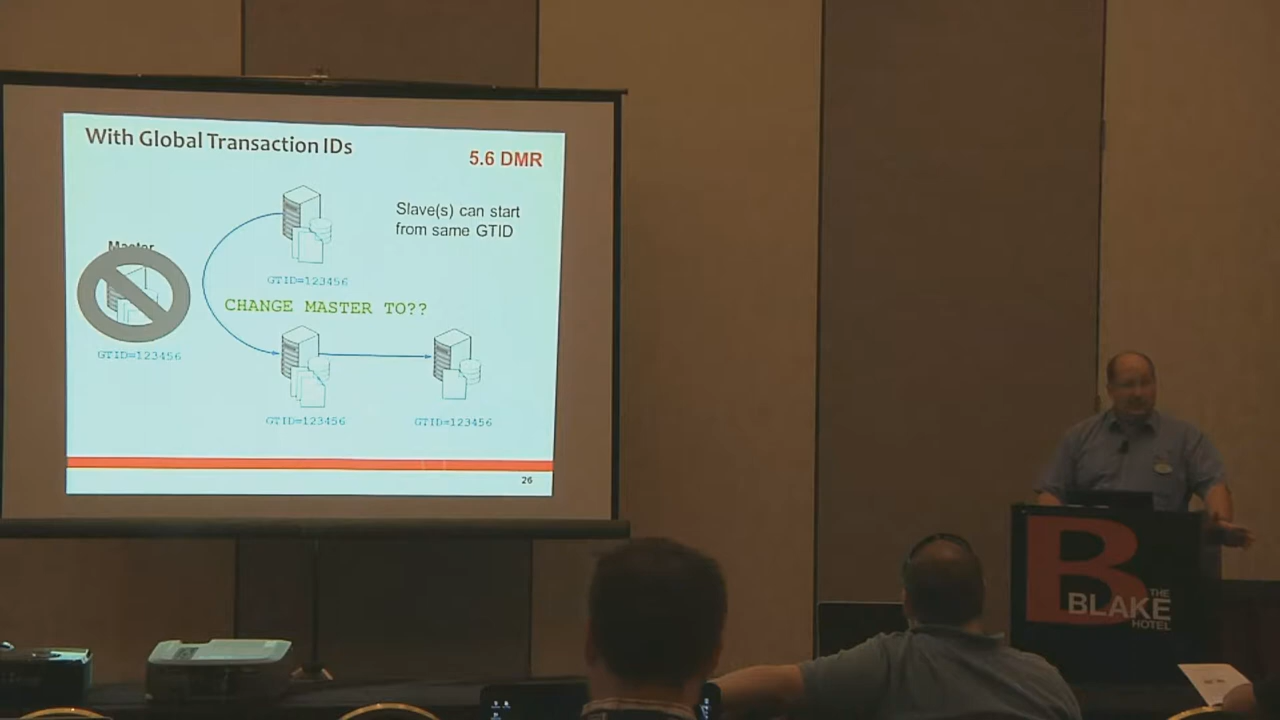 With Global Transaction IDs
5.6 DMR
Slave(s) can start
from same GTID
Master
GTID=123456
CHANGE MASTER TO??
GTID=123456
GTID=123456
GTID=123456
26
B
THE
BLAKE
HOTEL